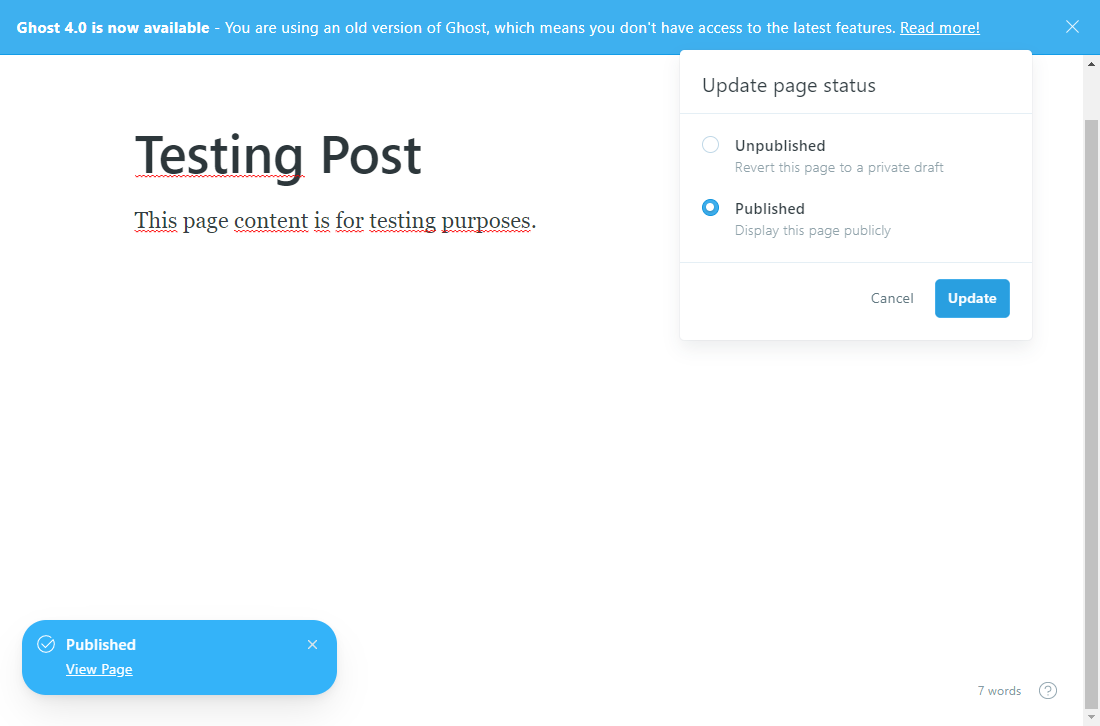 Ghost 4.0 is now available - You are using an old version of Ghost, which means you don't have access to the latest features. Read more!
Update page status
Unpublished
Revert this page to a private draft
Published
Display this page publicly
Cancel
Update
Testing Post
This page content is for testing purposes.
Published
View Page
7 words
?